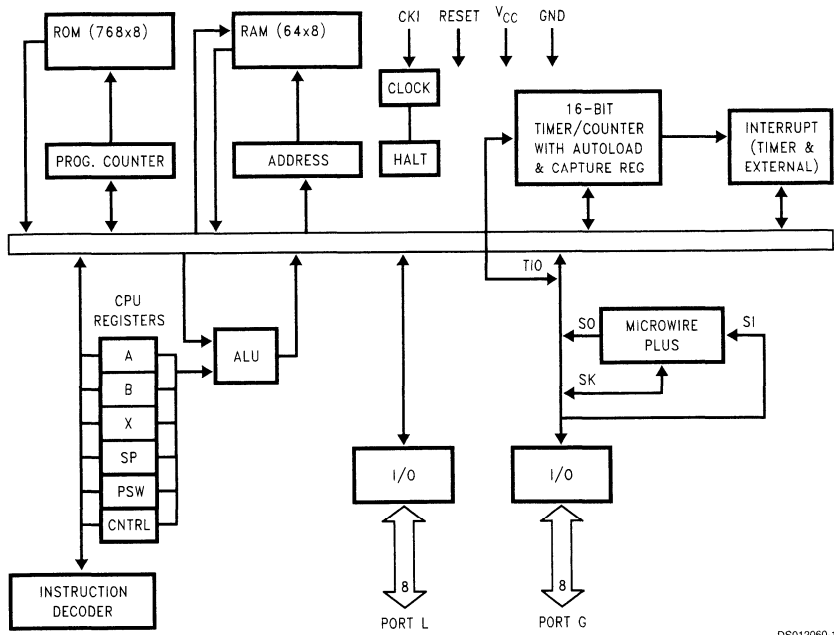 CKI RESET VCC GND
ROM (768x8)
RAM (64x8)
CLOCK
16-BIT
TIMER/COUNTER
WITH AUTOLOAD
& CAPTURE REG
INTERRUPT
(TIMER &
EXTERNAL)
PROG. COUNTER
ADDRESS
HALT
TIO
CPU
REGISTERS
A
B
X
SP
PSW
CNTRL
ALU
SO
MICROWIRE
PLUS
SI
SK
I/O
I/O
INSTRUCTION
DECODER
8
8
PORT L
PORT G